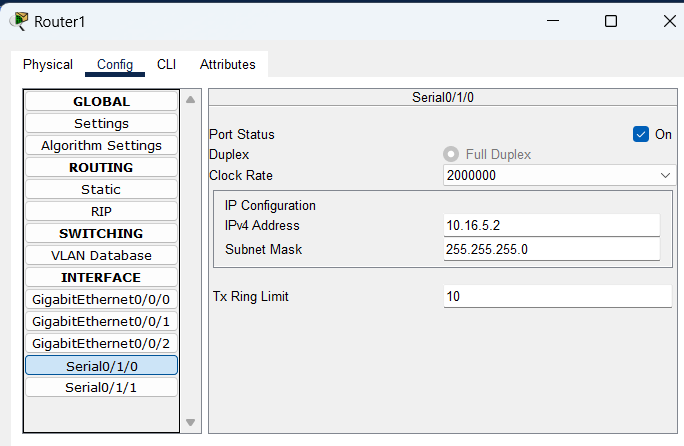 Router1
Physical Config CLI Attributes
GLOBAL
Settings
Algorithm Settings
ROUTING
Static
RIP
SWITCHING
VLAN Database
INTERFACE
GigabitEthernet0/0/0
GigabitEthernet0/0/1
GigabitEthernet0/0/2
Serial0/1/0
Serial0/1/1
Serial0/1/0
Port Status On
Duplex Full Duplex
Clock Rate 2000000
IP Configuration
IPv4 Address 10.16.5.2
Subnet Mask 255.255.255.0
Tx Ring Limit 10